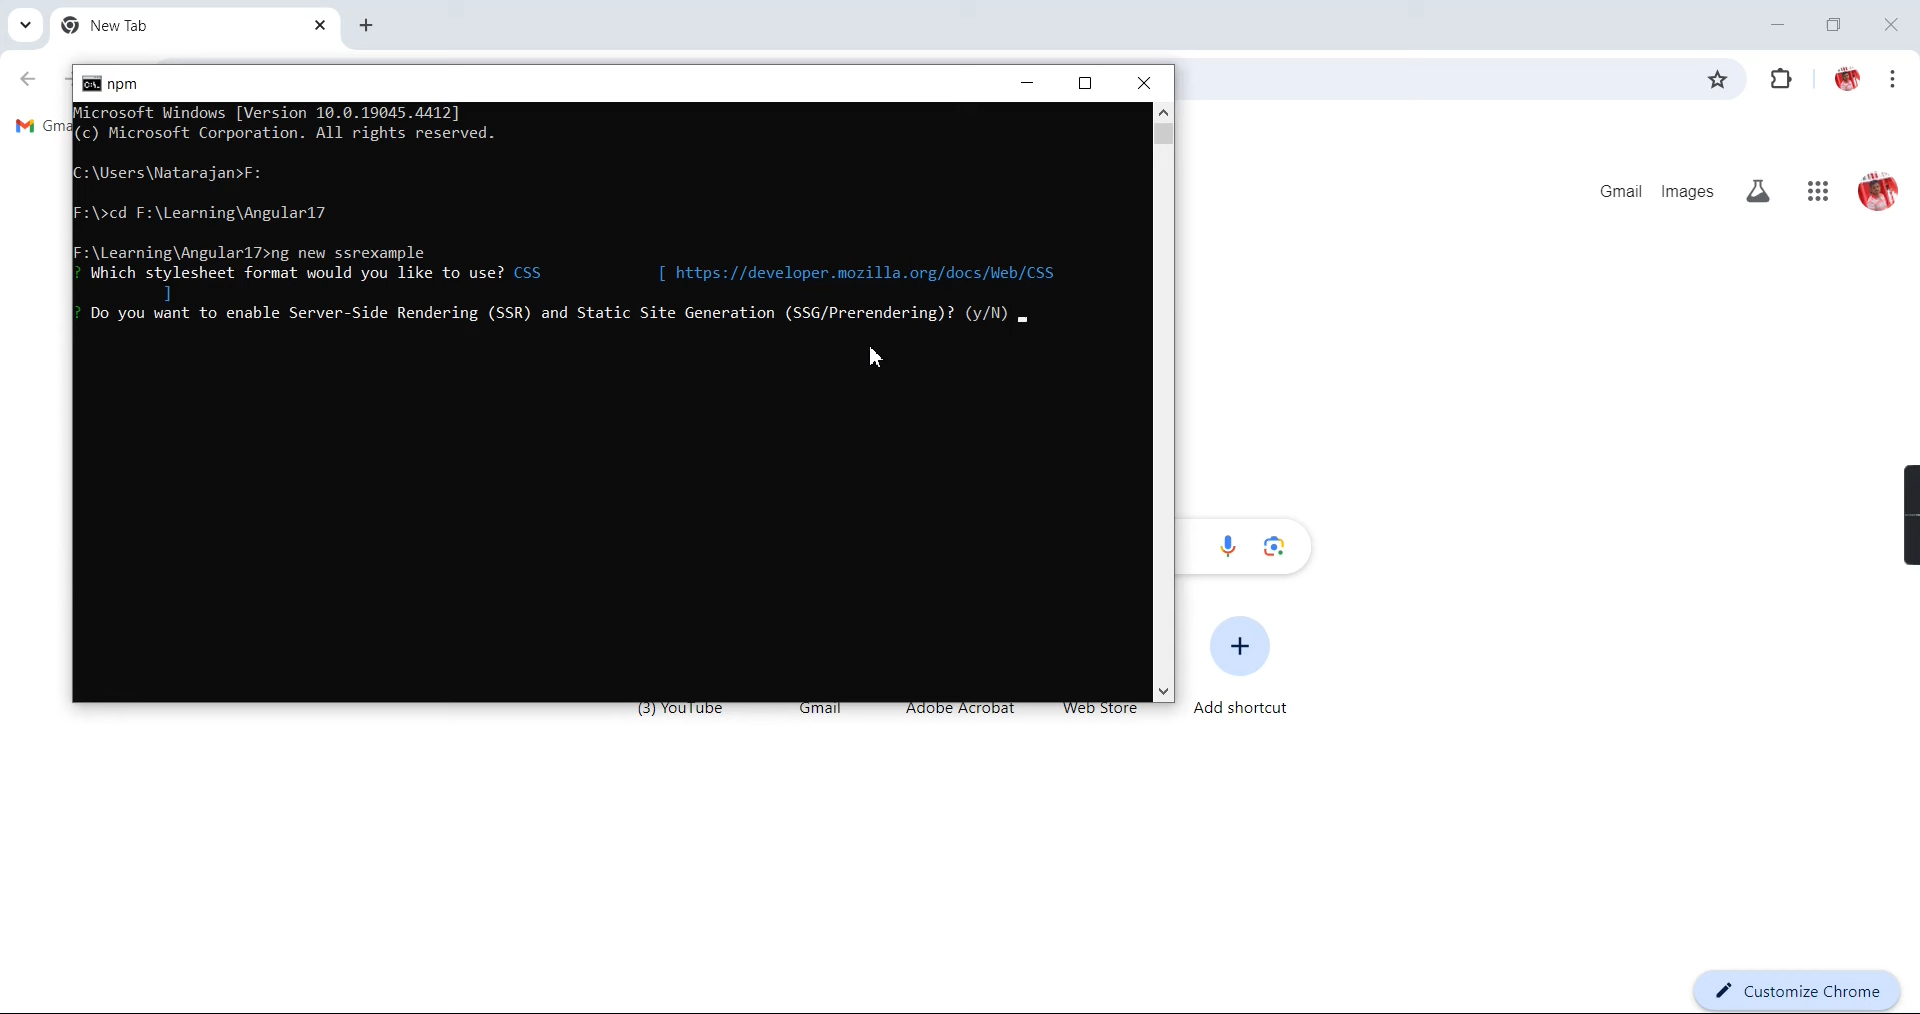 New Tab
npm
Gma
Microsoft Windows [Version 10.0.19045.4412]
(c) Microsoft Corporation. All rights reserved.
C:\Users\Natarajan>F:
F:\>cd F:\Learning\Angular17
F:\Learning\Angular17>ng new ssrexample
? Which stylesheet format would you like to use? CSS [ https://developer.mozilla.org/docs/Web/CSS
]
? Do you want to enable Server-Side Rendering (SSR) and Static Site Generation (SSG/Prerendering)? (y/N)
Gmail Images
(3) YouTube Gmail Adobe Acrobat Web Store Add shortcut
Customize Chrome